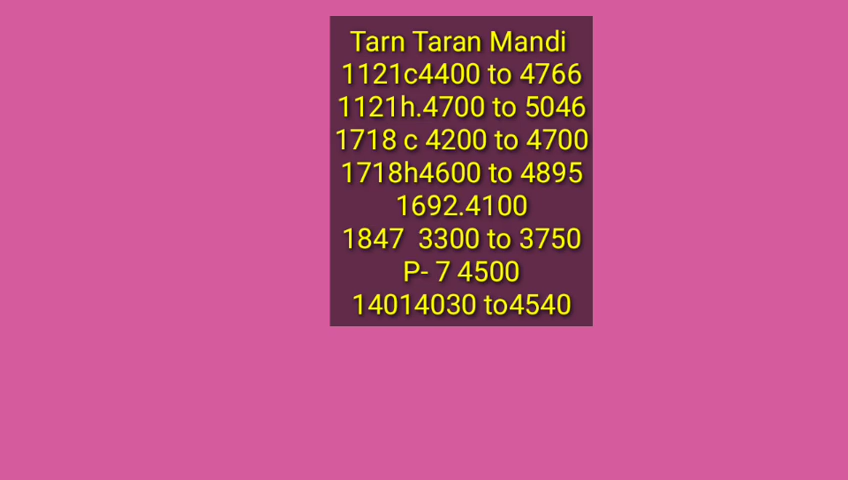 Tarn Taran Mandi
1121c4400 to 4766
1121h.4700 to 5046
1718 c 4200 to 4700
1718h4600 to 4895
1692.4100
1847  3300 to 3750
P- 7 4500
14014030 to4540